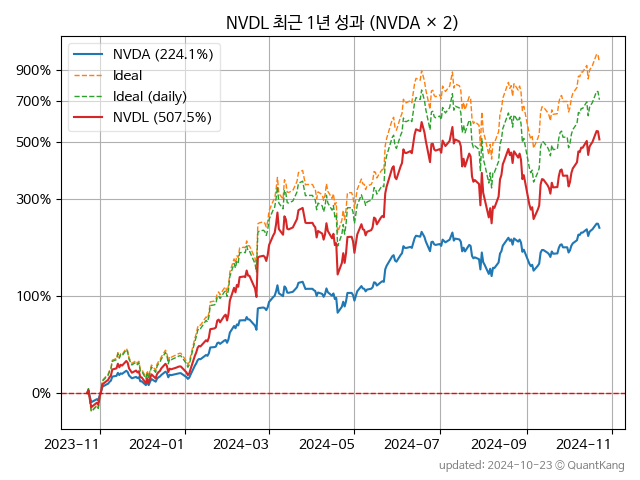 NVDL 최근 1년 성과 (NVDA × 2)
NVDA (224.1%)
Ideal
Ideal (daily)
NVDL (507.5%)
900%
700%
500%
300%
100%
0%
2023-11
2024-01
2024-03
2024-05
2024-07
2024-09
2024-11
updated: 2024-10-23 © QuantKang